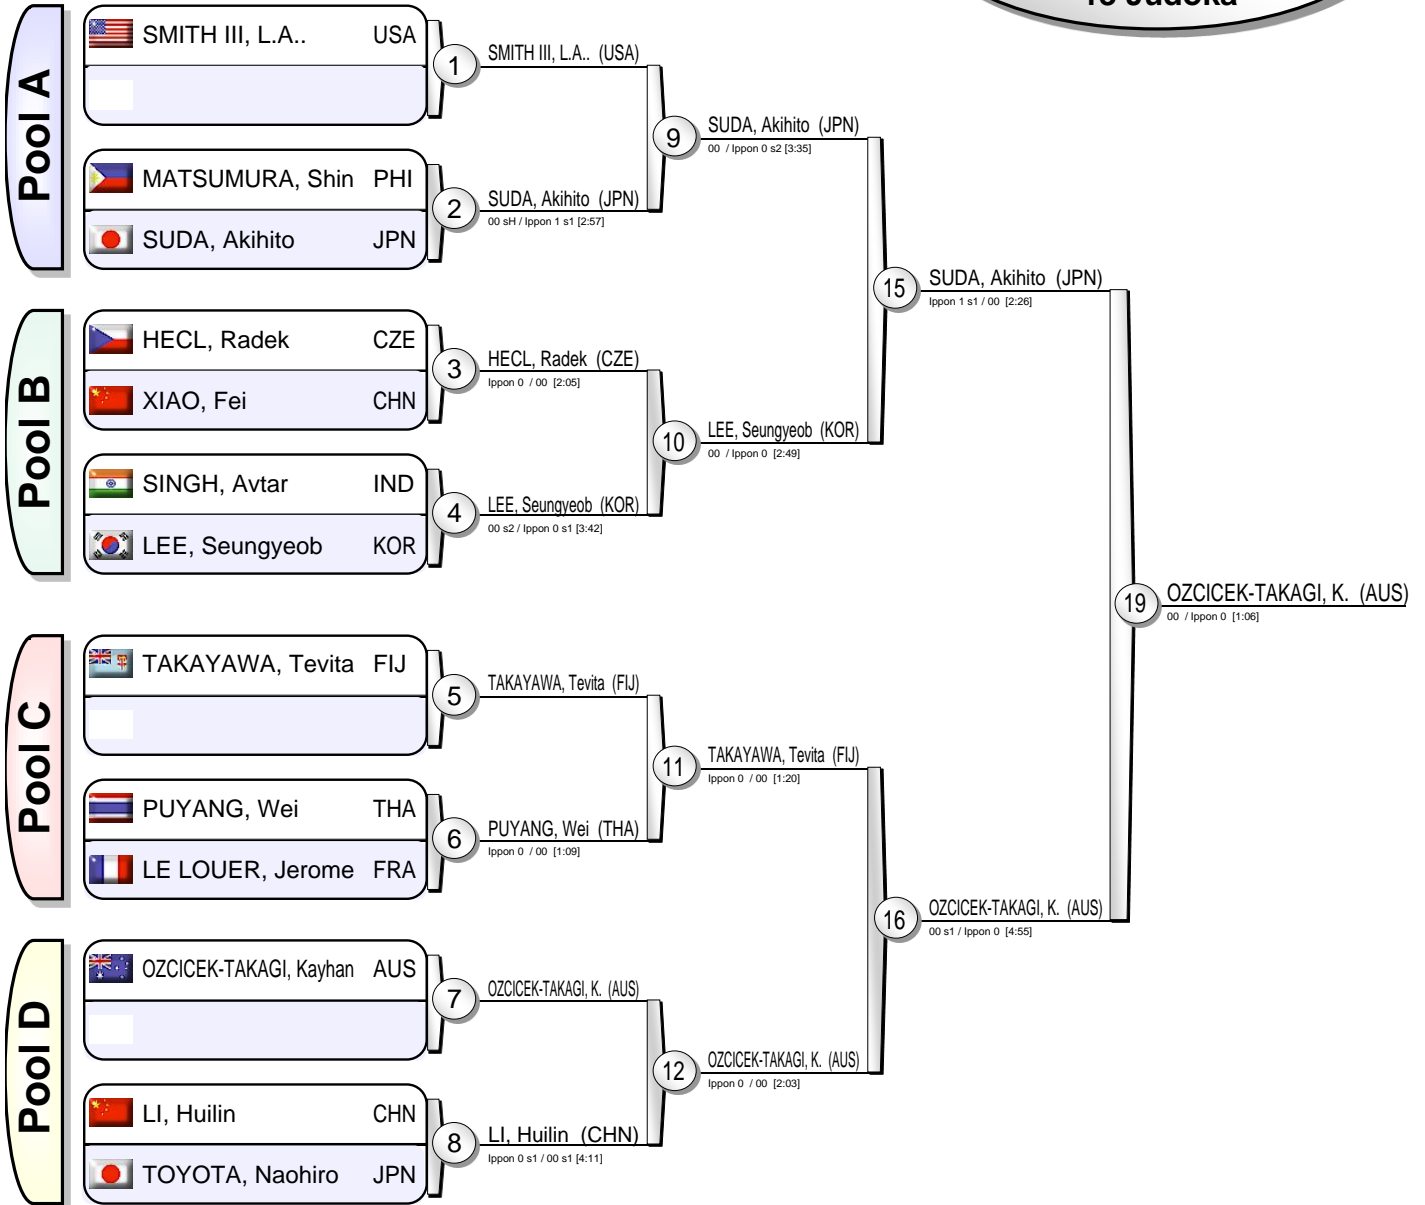 13 Judoka
Pool A
SMITH III, L.A.. USA
MATSUMURA, Shin PHI
SUDA, Akihito JPN
Pool B
HECL, Radek CZE
XIAO, Fei CHN
SINGH, Avtar IND
LEE, Seungyeob KOR
Pool C
TAKAYAWA, Tevita FIJ
PUYANG, Wei THA
LE LOUER, Jerome FRA
Pool D
OZCICEK-TAKAGI, Kayhan AUS
LI, Huilin CHN
TOYOTA, Naohiro JPN
1 SMITH III, L.A.. (USA)
2 SUDA, Akihito (JPN)
00 sH / Ippon 1 s1 [2:57]
3 HECL, Radek (CZE)
Ippon 0 / 00 [2:05]
4 LEE, Seungyeob (KOR)
00 s2 / Ippon 0 s1 [3:42]
5 TAKAYAWA, Tevita (FIJ)
6 PUYANG, Wei (THA)
Ippon 0 / 00 [1:09]
7 OZCICEK-TAKAGI, K. (AUS)
8 LI, Huilin (CHN)
Ippon 0 s1 / 00 s1 [4:11]
9 SUDA, Akihito (JPN)
00 / Ippon 0 s2 [3:35]
10 LEE, Seungyeob (KOR)
00 / Ippon 0 [2:49]
11 TAKAYAWA, Tevita (FIJ)
Ippon 0 / 00 [1:20]
12 OZCICEK-TAKAGI, K. (AUS)
Ippon 0 / 00 [2:03]
15 SUDA, Akihito (JPN)
Ippon 1 s1 / 00 [2:26]
16 OZCICEK-TAKAGI, K. (AUS)
00 s1 / Ippon 0 [4:55]
19 OZCICEK-TAKAGI, K. (AUS)
00 / Ippon 0 [1:06]